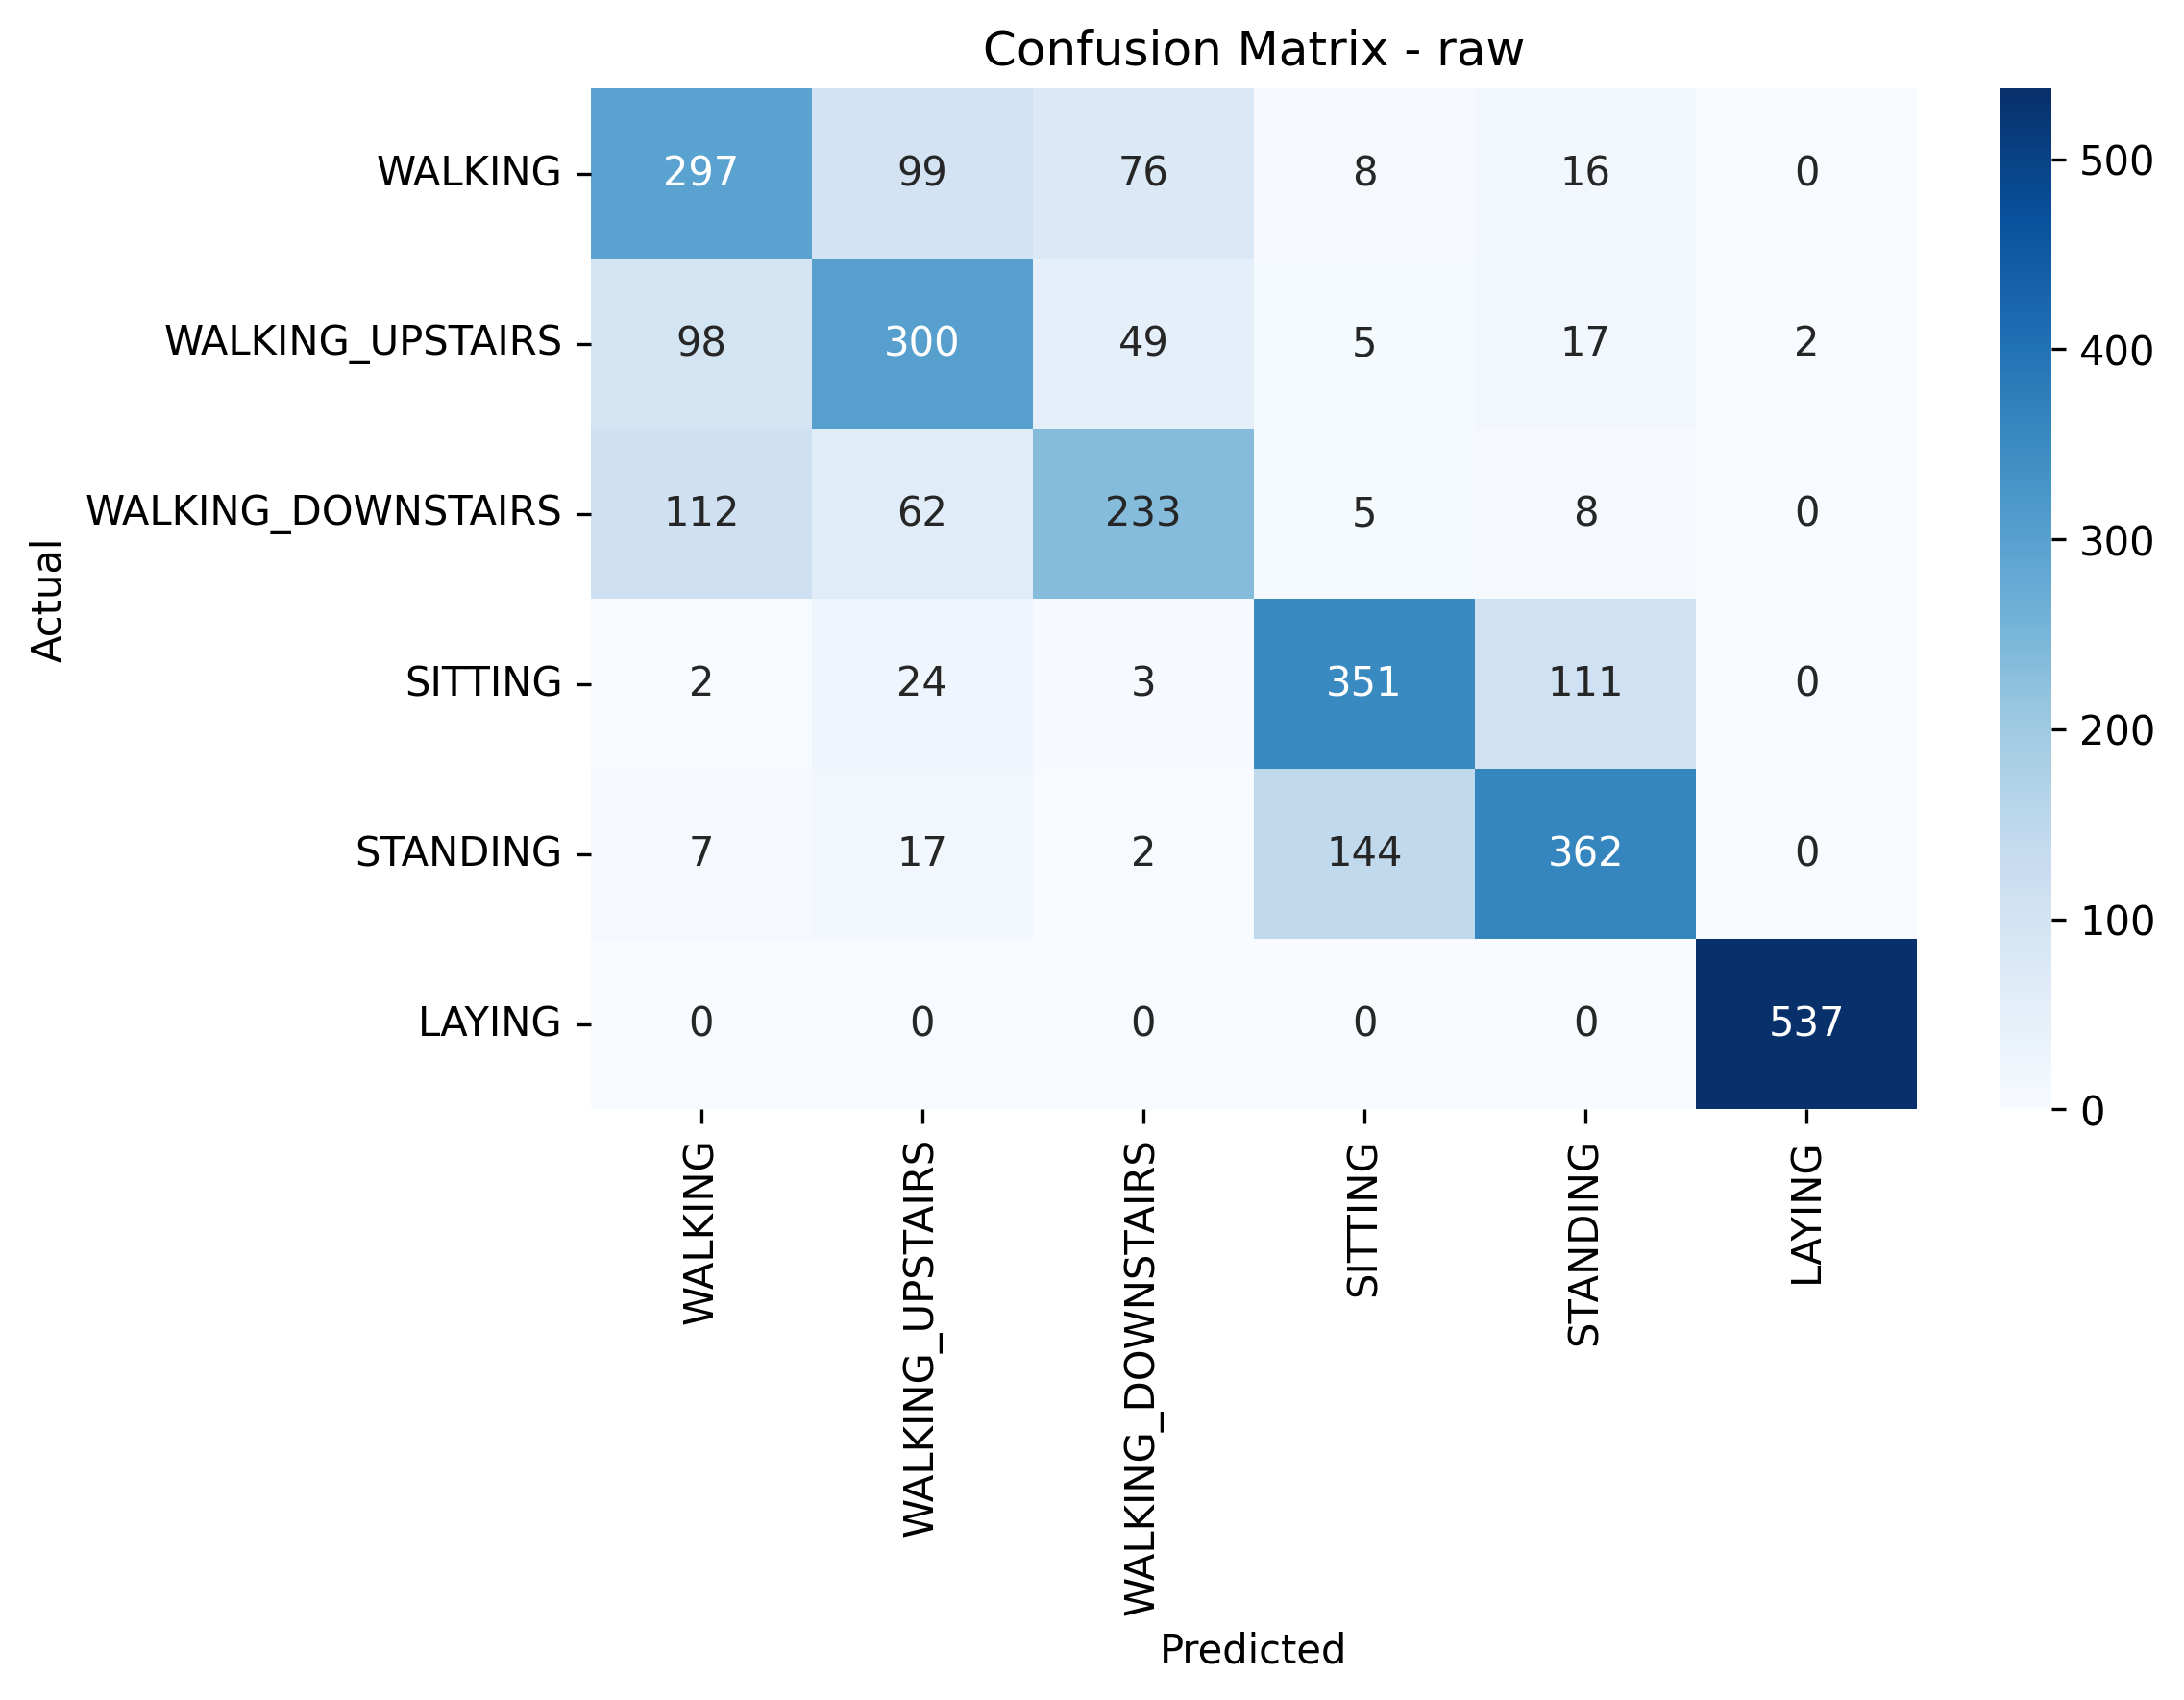 Confusion Matrix - raw
Actual
WALKING 297 99 76 8 16 0
WALKING_UPSTAIRS 98 300 49 5 17 2
WALKING_DOWNSTAIRS 112 62 233 5 8 0
SITTING 2 24 3 351 111 0
STANDING 7 17 2 144 362 0
LAYING 0 0 0 0 0 537
WALKING
WALKING_UPSTAIRS
WALKING_DOWNSTAIRS
SITTING
STANDING
LAYING
Predicted
500
400
300
200
100
0